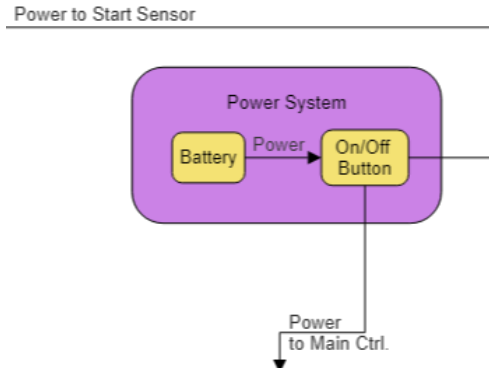 Power to Start Sensor
Power System
Battery
Power
On/Off
Button
Power
to Main Ctrl.